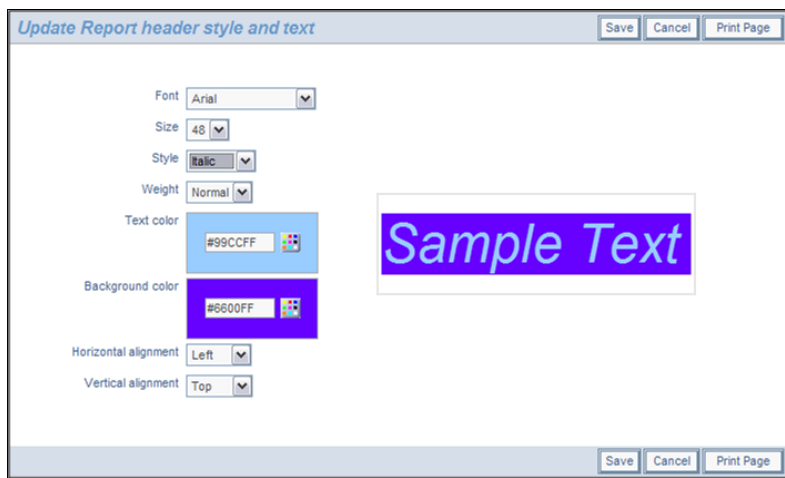 Update Report header style and text
Save Cancel Print Page
Font Arial
Size 48
Style Italic
Weight Normal
Text color
#99CCFF
Sample Text
Background color
#6600FF
Horizontal alignment Left
Vertical alignment Top
Save Cancel Print Page